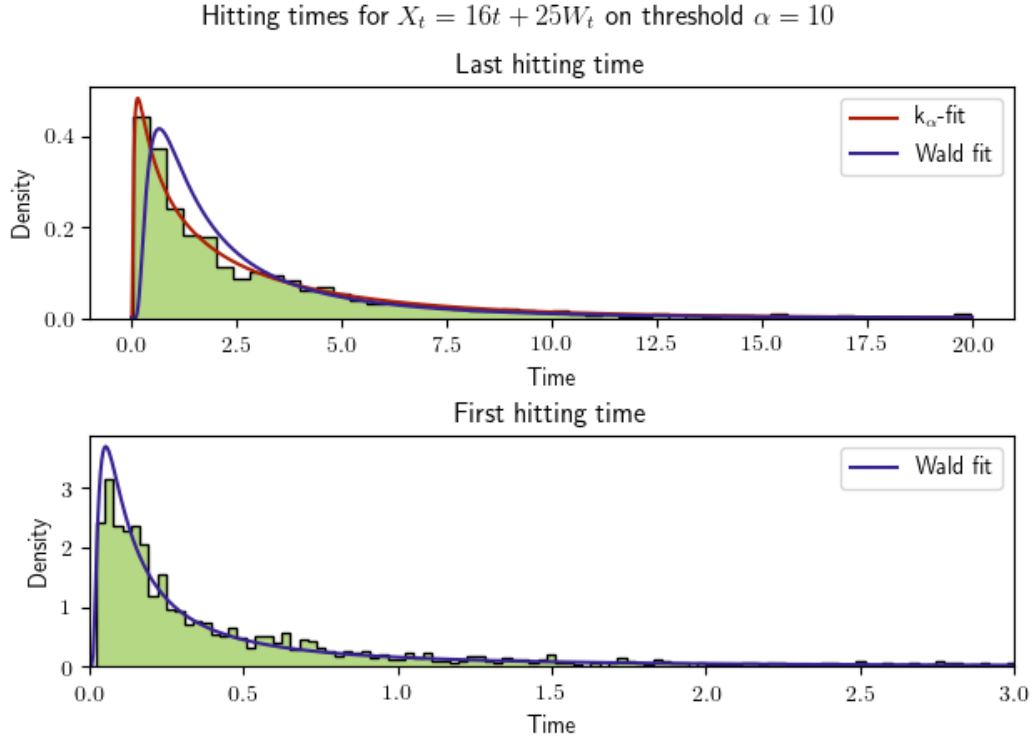 Hitting times for $X_t = 16t + 25W_t$ on threshold $\alpha = 10$
Last hitting time
k_α-fit
Wald fit
Density
0.4
0.2
0.0
0.0 2.5 5.0 7.5 10.0 12.5 15.0 17.5 20.0
Time
First hitting time
Wald fit
Density
3
2
1
0
0.0 0.5 1.0 1.5 2.0 2.5 3.0
Time